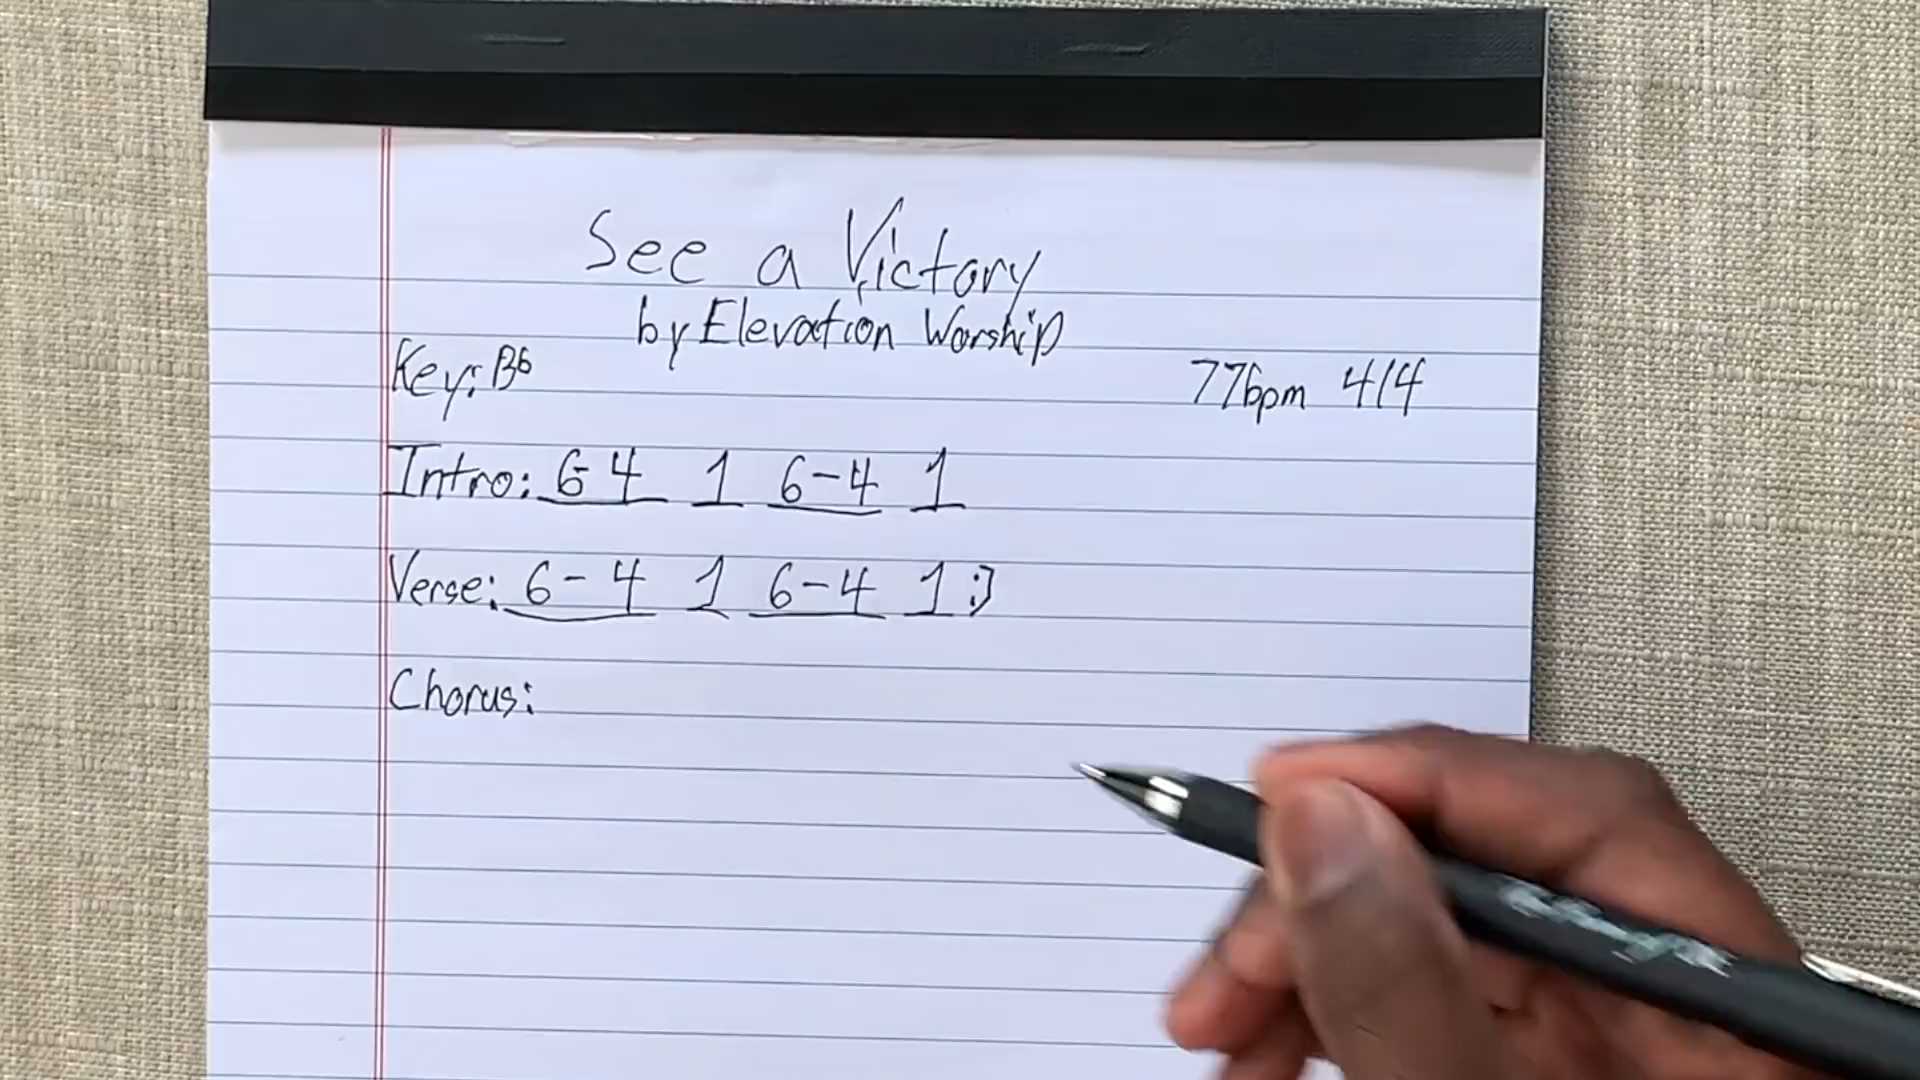 See a Victory
by Elevation Worship
Key: Bb
77bpm 4/4
Intro: 6- 4 1 6-4 1
Verse: 6- 4 1 6-4 1 :]
Chorus: